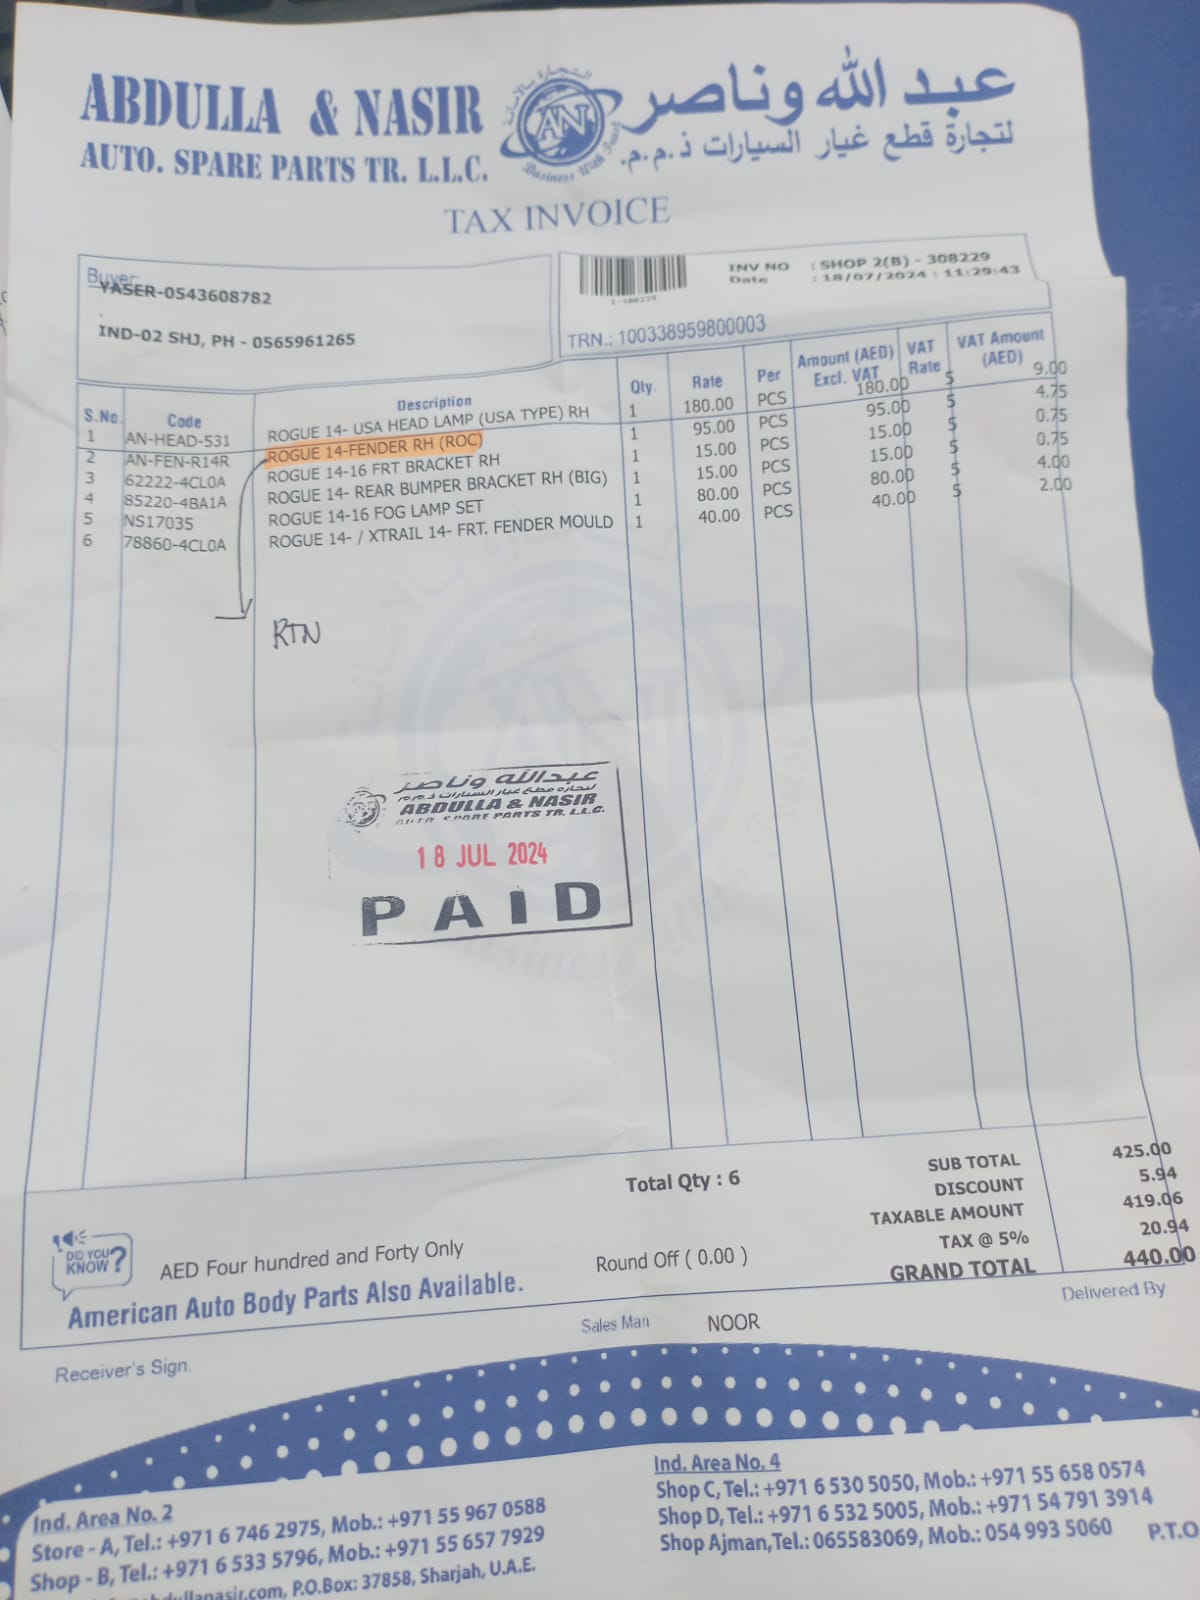 ABDULLA & NASIR
AUTO. SPARE PARTS TR. L.L.C.
التجارة بالأمانة
AN
Business With Trust
عبدالله وناصر
لتجارة قطع غيار السيارات ذ.م.م.
TAX INVOICE
Buyer
YASER-0543608782
IND-02 SHJ, PH - 0565961265
1-308229
INV NO : SHOP 2(B) - 308229
Date : 18/07/2024 : 11:29:43
TRN.: 100338959800003
S.No. Code Description Qty. Rate Per Amount (AED) Excl. VAT VAT Rate VAT Amount (AED)
1 AN-HEAD-531 ROGUE 14- USA HEAD LAMP (USA TYPE) RH 1 180.00 PCS 180.00 5 9.00
2 AN-FEN-R14R ROGUE 14-FENDER RH (ROC) 1 95.00 PCS 95.00 5 4.75
3 62222-4CL0A ROGUE 14-16 FRT BRACKET RH 1 15.00 PCS 15.00 5 0.75
4 85220-4BA1A ROGUE 14- REAR BUMPER BRACKET RH (BIG) 1 15.00 PCS 15.00 5 0.75
5 NS17035 ROGUE 14-16 FOG LAMP SET 1 80.00 PCS 80.00 5 4.00
6 78860-4CL0A ROGUE 14- / XTRAIL 14- FRT. FENDER MOULD 1 40.00 PCS 40.00 5 2.00
RTN
عبدالله وناصر
لتجارة قطع غيار السيارات ذ.م.م
ABDULLA & NASIR
AUTO. SPARE PARTS TR. L.L.C.
18 JUL 2024
PAID
Total Qty : 6
SUB TOTAL 425.00
DISCOUNT 5.94
TAXABLE AMOUNT 419.06
TAX @ 5% 20.94
GRAND TOTAL 440.00
DID YOU KNOW?
AED Four hundred and Forty Only
Round Off ( 0.00 )
American Auto Body Parts Also Available.
Delivered By
Sales Man NOOR
Receiver's Sign.
Ind. Area No. 2
Store - A, Tel.: +971 6 746 2975, Mob.: +971 55 967 0588
Shop - B, Tel.: +971 6 533 5796, Mob.: +971 55 657 7929
abdullanasir.com, P.O.Box: 37858, Sharjah, U.A.E.
Ind. Area No. 4
Shop C, Tel.: +971 6 530 5050, Mob.: +971 55 658 0574
Shop D, Tel.: +971 6 532 5005, Mob.: +971 54 791 3914
Shop Ajman, Tel.: 065583069, Mob.: 054 993 5060
P.T.O